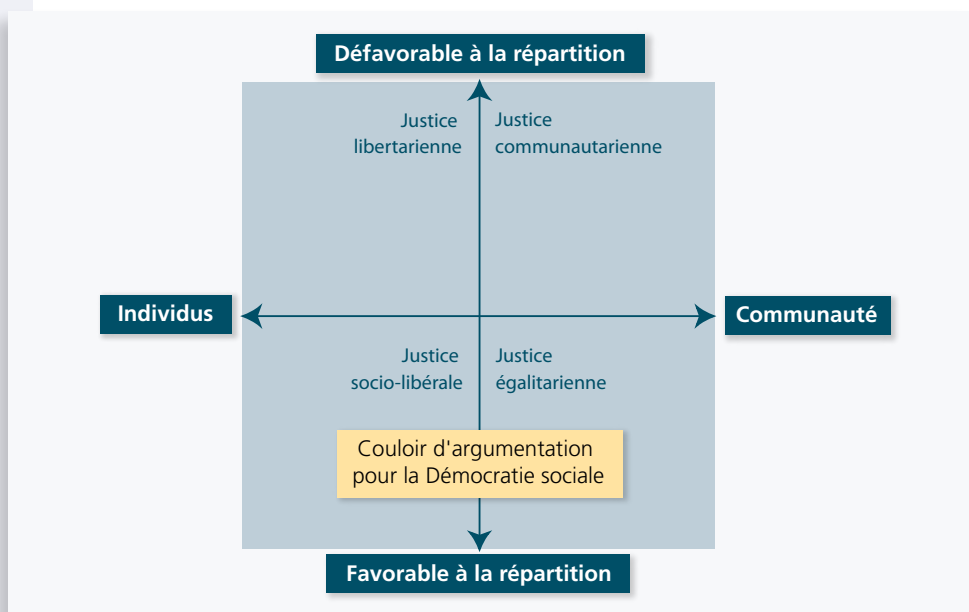 Défavorable à la répartition
Justice
libertarienne
Justice
communautarienne
Individus
Communauté
Justice
socio-libérale
Justice
égalitarienne
Couloir d'argumentation
pour la Démocratie sociale
Favorable à la répartition